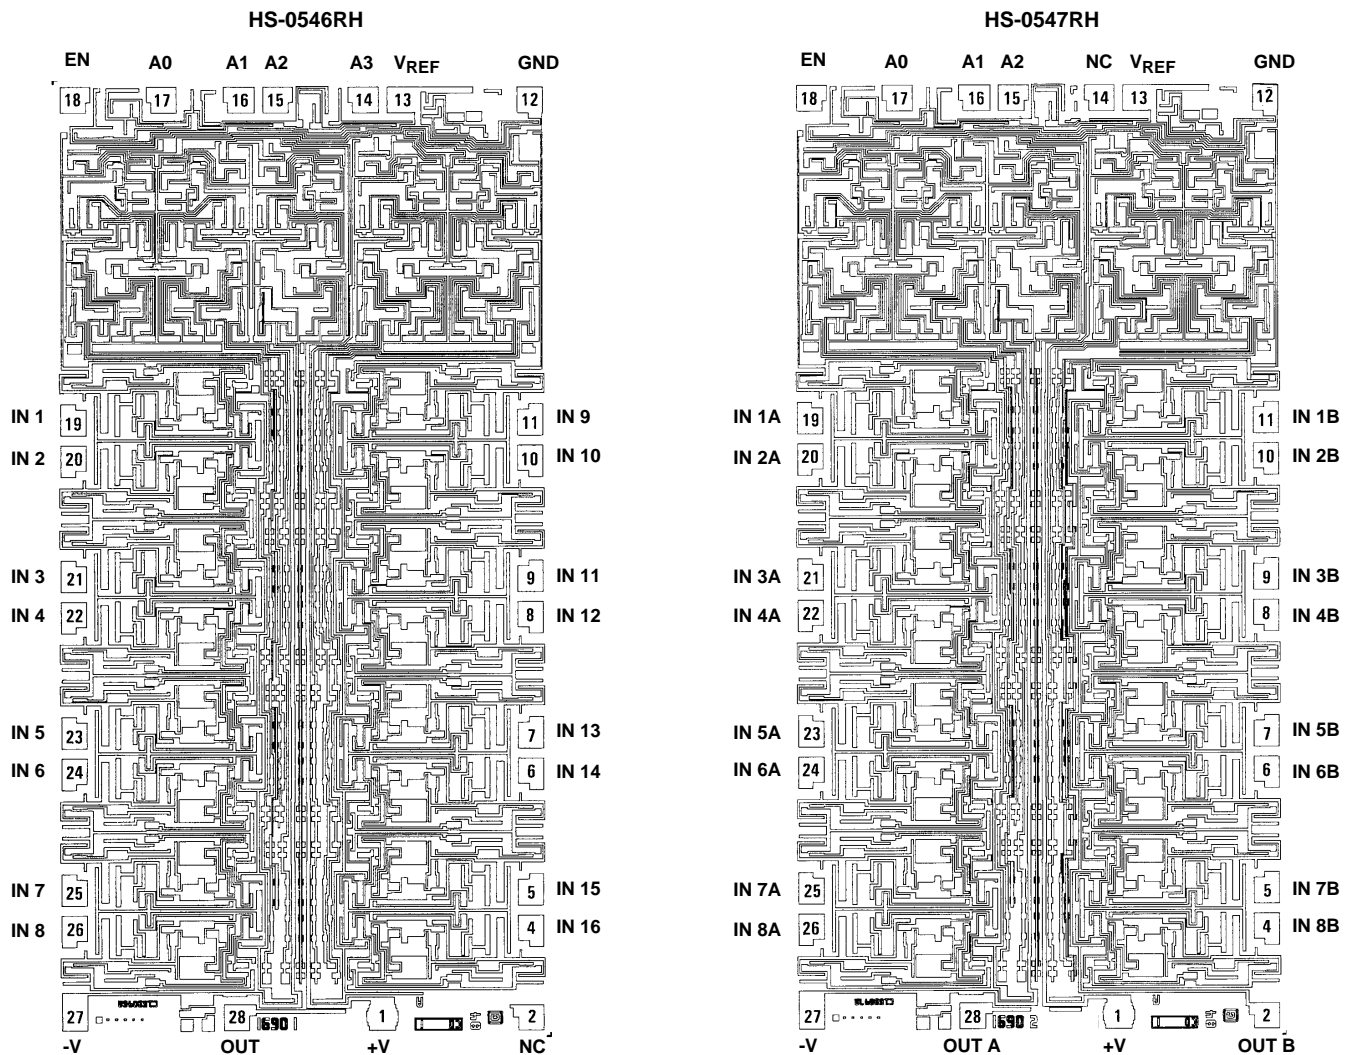 HS-0546RH
EN A0 A1 A2 A3 VREF GND
18 17 16 15 14 13 12
IN 1 19 11 IN 9
IN 2 20 10 IN 10
IN 3 21 9 IN 11
IN 4 22 8 IN 12
IN 5 23 7 IN 13
IN 6 24 6 IN 14
IN 7 25 5 IN 15
IN 8 26 4 IN 16
27 28 1 2
-V OUT +V NC
HS-0547RH
EN A0 A1 A2 NC VREF GND
18 17 16 15 14 13 12
IN 1A 19 11 IN 1B
IN 2A 20 10 IN 2B
IN 3A 21 9 IN 3B
IN 4A 22 8 IN 4B
IN 5A 23 7 IN 5B
IN 6A 24 6 IN 6B
IN 7A 25 5 IN 7B
IN 8A 26 4 IN 8B
27 28 1 2
-V OUT A +V OUT B